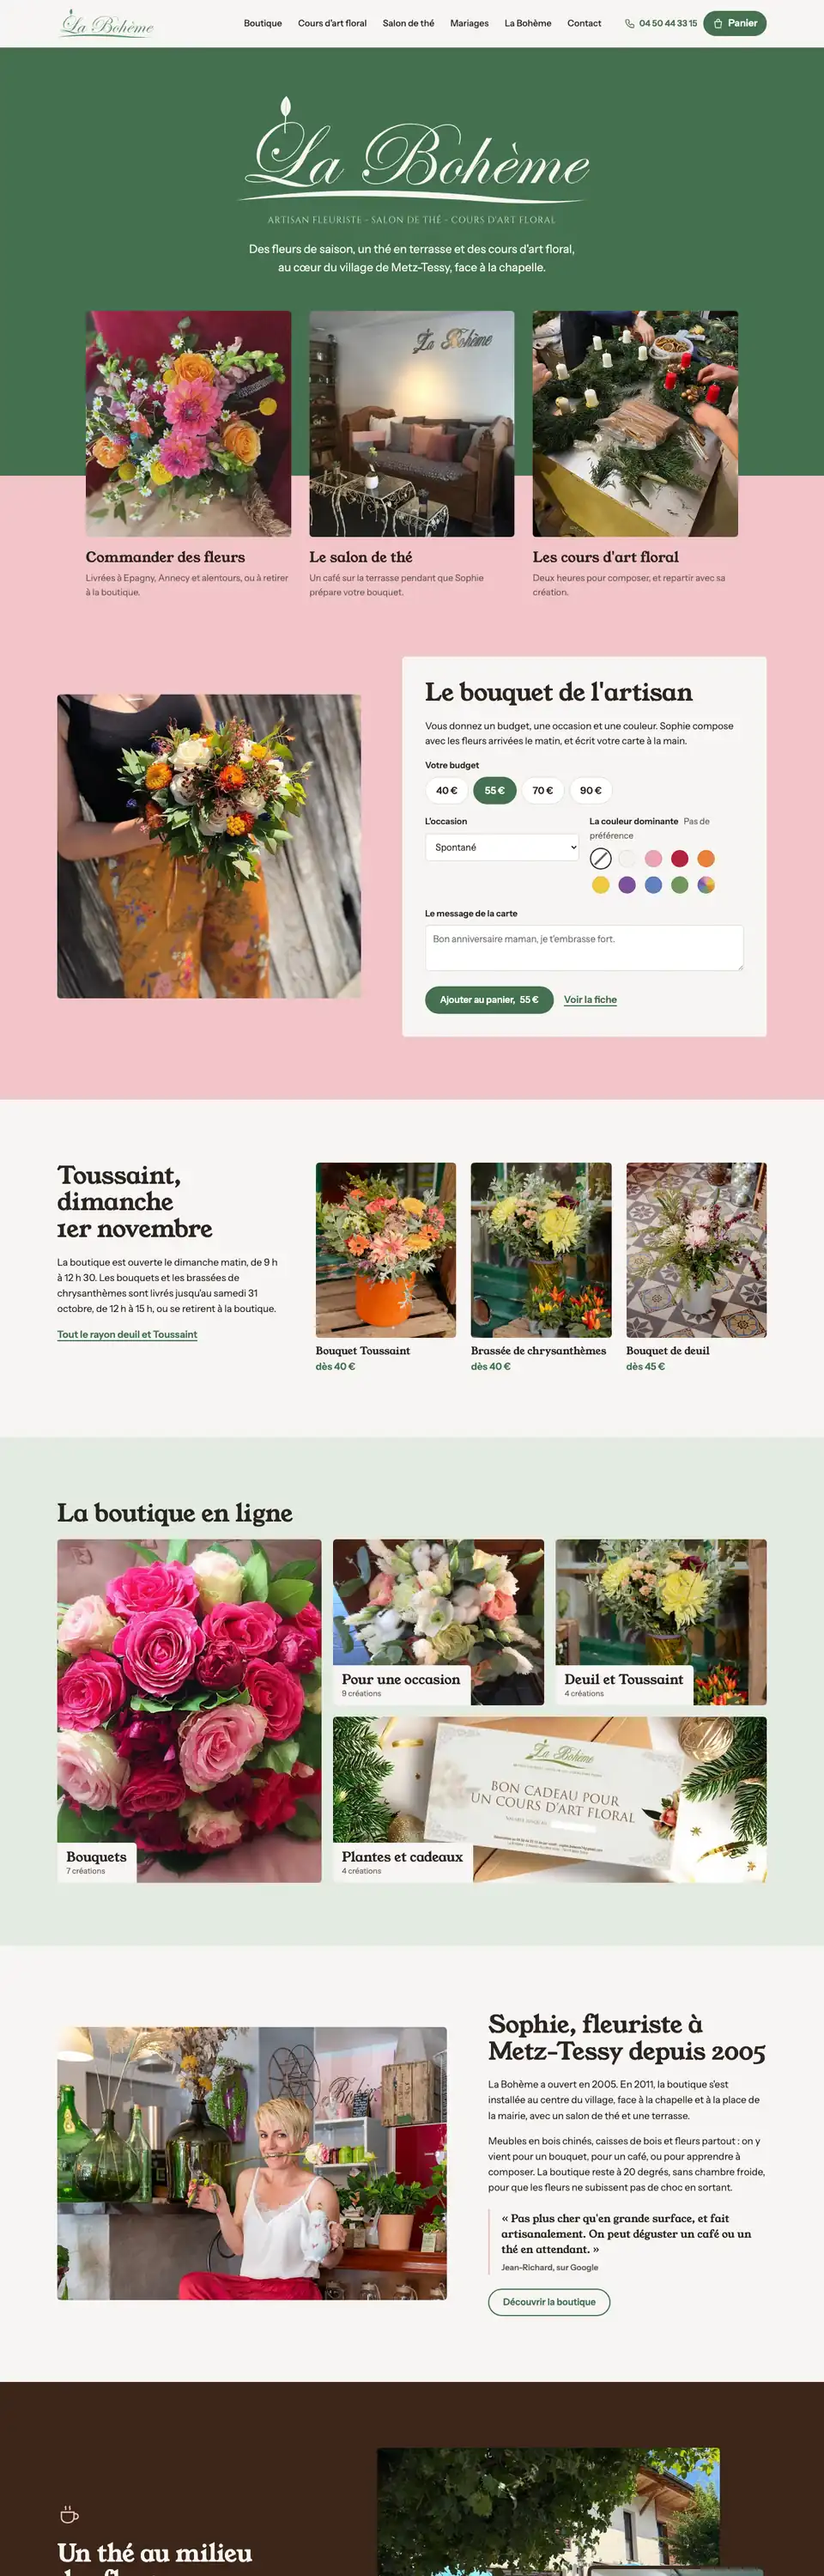 La Bohème
Boutique
Cours d'art floral
Salon de thé
Mariages
La Bohème
Contact
04 50 44 33 15
Panier
La Bohème
ARTISAN FLEURISTE - SALON DE THÉ - COURS D'ART FLORAL
Des fleurs de saison, un thé en terrasse et des cours d'art floral,
au cœur du village de Metz-Tessy, face à la chapelle.
La Bohème
Commander des fleurs
Livrées à Epagny, Annecy et alentours, ou à retirer
à la boutique.
Le salon de thé
Un café sur la terrasse pendant que Sophie
prépare votre bouquet.
Les cours d'art floral
Deux heures pour composer, et repartir avec sa
création.
Le bouquet de l'artisan
Vous donnez un budget, une occasion et une couleur. Sophie compose
avec les fleurs arrivées le matin, et écrit votre carte à la main.
Votre budget
40 €
55 €
70 €
90 €
L'occasion
Spontané
La couleur dominante Pas de
préférence
Le message de la carte
Bon anniversaire maman, je t'embrasse fort.
Ajouter au panier, 55 €
Voir la fiche
Toussaint,
dimanche
1er novembre
La boutique est ouverte le dimanche matin, de 9 h
à 12 h 30. Les bouquets et les brassées de
chrysanthèmes sont livrés jusqu'au samedi 31
octobre, de 12 h à 15 h, ou se retirent à la boutique.
Tout le rayon deuil et Toussaint
Bouquet Toussaint
dès 40 €
Brassée de chrysanthèmes
dès 40 €
Bouquet de deuil
dès 45 €
La boutique en ligne
Pour une occasion
9 créations
Deuil et Toussaint
4 créations
La Bohème
BON CADEAU POUR
UN COURS D'ART FLORAL
Bouquets
7 créations
Plantes et cadeaux
4 créations
Sophie, fleuriste à
Metz-Tessy depuis 2005
La Bohème a ouvert en 2005. En 2011, la boutique s'est
installée au centre du village, face à la chapelle et à la place de
la mairie, avec un salon de thé et une terrasse.
Meubles en bois chinés, caisses de bois et fleurs partout : on y
vient pour un bouquet, pour un café, ou pour apprendre à
composer. La boutique reste à 20 degrés, sans chambre froide,
pour que les fleurs ne subissent pas de choc en sortant.
« Pas plus cher qu'en grande surface, et fait
artisanalement. On peut déguster un café ou un
thé en attendant. »
Jean-Richard, sur Google
Découvrir la boutique
Un thé au milieu